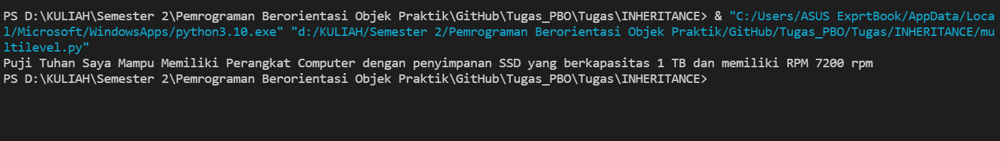 PS D:\KULIAH\Semester 2\Pemrograman Berorientasi Objek Praktik\GitHub\Tugas_PBO\Tugas\INHERITANCE> & "C:/Users/ASUS ExprtBook/AppData/Loca
l/Microsoft/WindowsApps/python3.10.exe" "d:/KULIAH/Semester 2/Pemrograman Berorientasi Objek Praktik/GitHub/Tugas_PBO/Tugas/INHERITANCE/mu
ltilevel.py"
Puji Tuhan Saya Mampu Memiliki Perangkat Computer dengan penyimpanan SSD yang berkapasitas 1 TB dan memiliki RPM 7200 rpm
PS D:\KULIAH\Semester 2\Pemrograman Berorientasi Objek Praktik\GitHub\Tugas_PBO\Tugas\INHERITANCE>